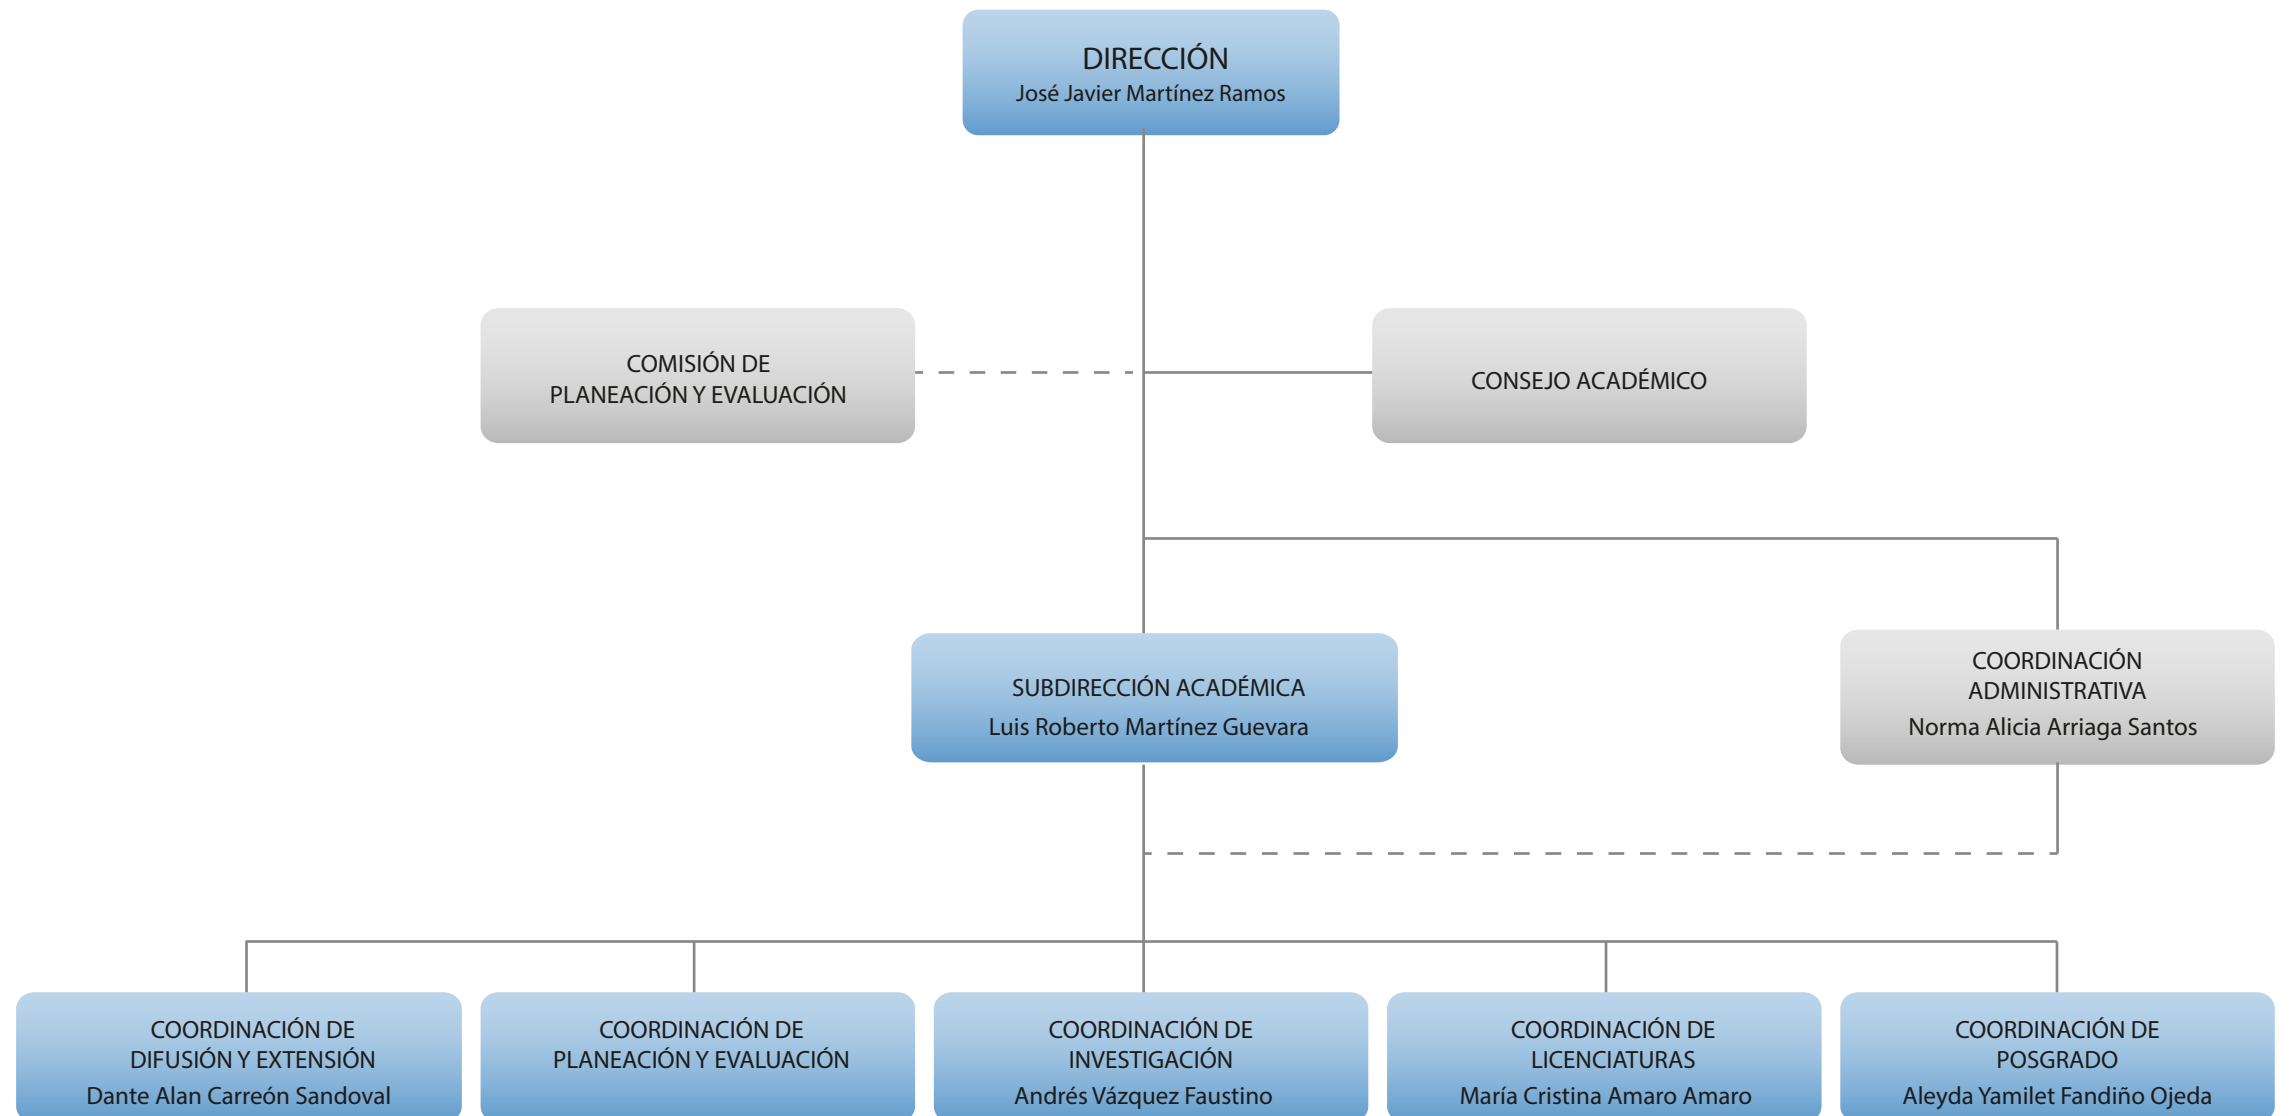 DIRECCIÓN
José Javier Martínez Ramos
COMISIÓN DE
PLANEACIÓN Y EVALUACIÓN
CONSEJO ACADÉMICO
SUBDIRECCIÓN ACADÉMICA
Luis Roberto Martínez Guevara
COORDINACIÓN
ADMINISTRATIVA
Norma Alicia Arriaga Santos
COORDINACIÓN DE
DIFUSIÓN Y EXTENSIÓN
Dante Alan Carreón Sandoval
COORDINACIÓN DE
PLANEACIÓN Y EVALUACIÓN
COORDINACIÓN DE
INVESTIGACIÓN
Andrés Vázquez Faustino
COORDINACIÓN DE
LICENCIATURAS
María Cristina Amaro Amaro
COORDINACIÓN DE
POSGRADO
Aleyda Yamilet Fandiño Ojeda